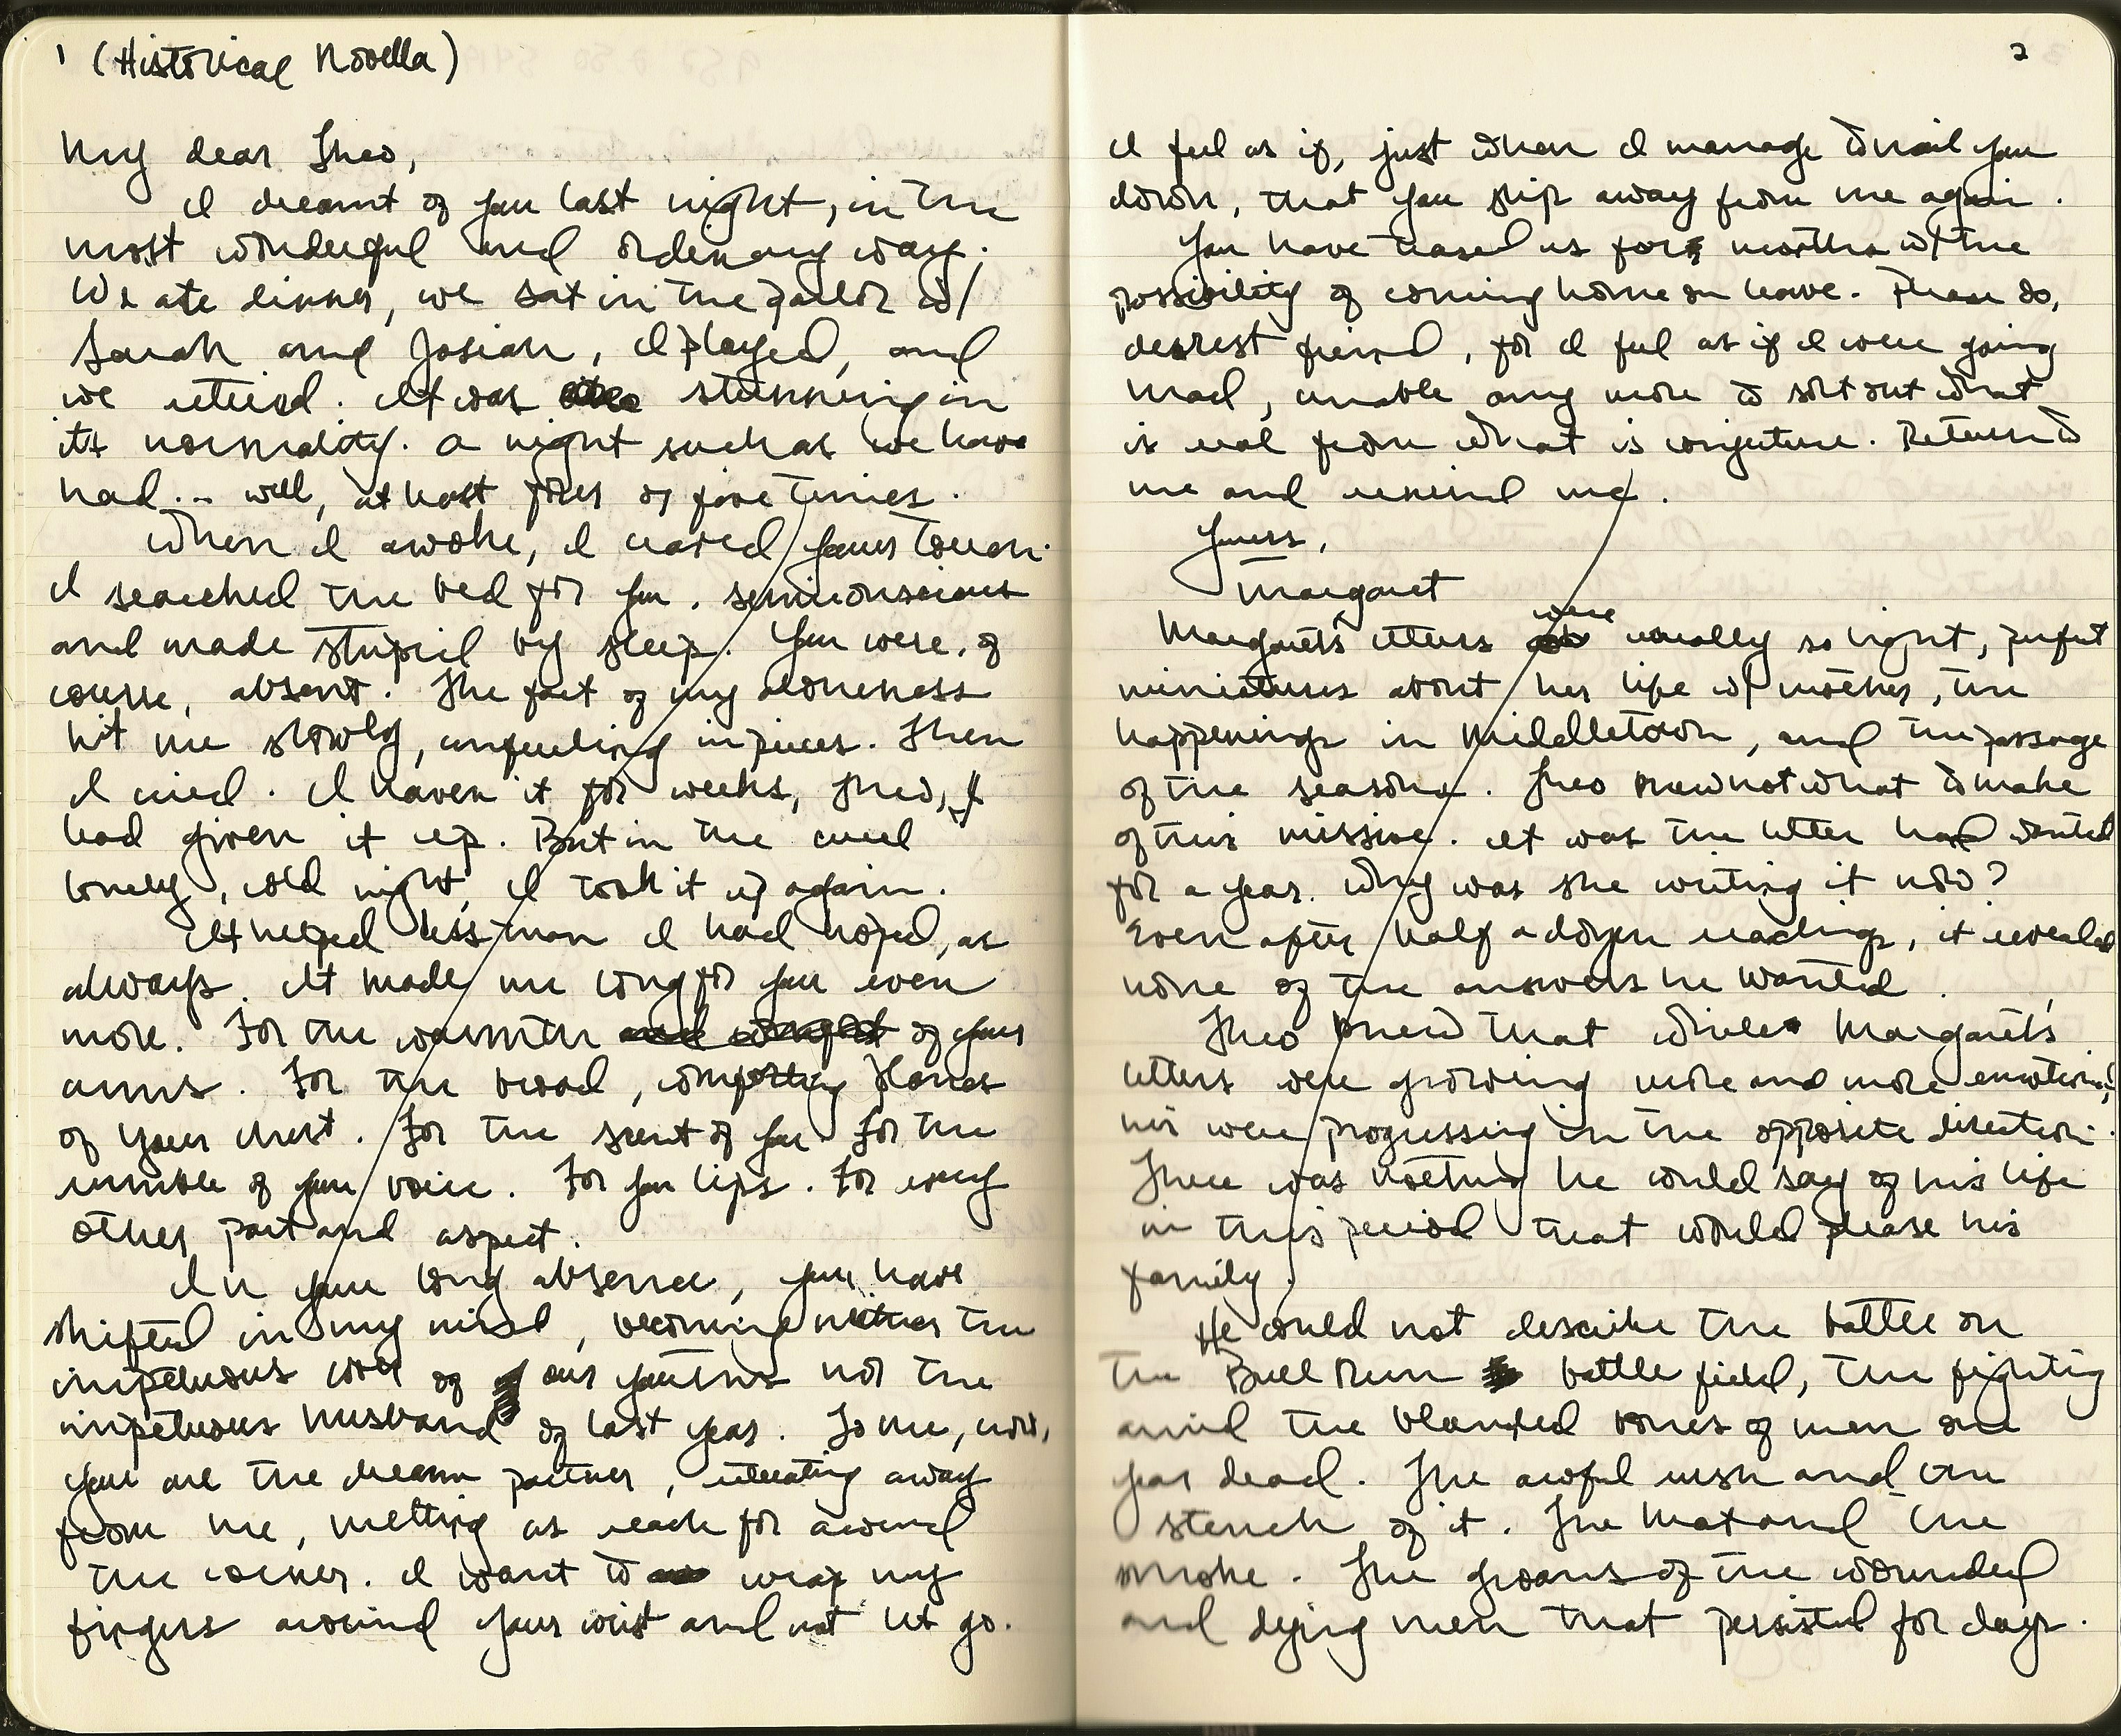 1 (Historical Novella)
My dear Theo,
I dreamt of you last night, in the
most wonderful and ordinary way.
We ate dinner, we sat in the parlor w/
Sarah and Josiah, I played, and
we retired. It was stunning in
its normality. A night such as we have
had... well, at least four or five times.
When I awoke, I craved your touch.
I searched the bed for you, semiconscious
and made stupid by sleep. You were, of
course, absent. The fact of my aloneness
hit me slowly, unfurling in pieces. Then
I cried. I haven't for weeks, Theo, I
had given it up. But in the cruel
lonely, cold night, I took it up again.
It helped less than I had hoped, as
always. It made me long for you even
more. For the warmth and comfort of your
arms. For the broad, comforting planes
of your chest. For the scent of you. For the
rumble of your voice. For your lips. For every
other part and aspect.
In your long absence, you have
shifted in my mind, becoming neither the
impetuous love of our youths nor the
impetuous husband of last year. To me, now,
you are the dream partner, retreating away
from me, melting as reach for around
the corner. I want to wrap my
fingers around your wrist and not let go.
2
I feel as if, just when I manage to nail you
down, that you slip away from me again.
You have teased us for months w/ the
possibility of coming home on leave. Please do,
dearest friend, for I feel as if I were going
mad, unable any more to sort out what
is real from what is conjecture. Return to
me and remind me.
Yours,
Margaret
were
Margaret's letters usually so light, perfect
miniatures about her life w/ mother, the
happenings in Middletown, and the passage
of the seasons. Theo knew not what to make
of this missive. It was the letter had wanted
for a year. Why was she writing it now?
Even after half a dozen readings, it revealed
none of the answers he wanted.
Theo knew that while Margaret's
letters were growing more and more emotional,
his were progressing in the opposite direction.
There was nothing he could say of his life
in this period that would please his
family.
He could not describe the battle on
the Bull Run battle field, the fighting
amid the blanched bones of men one
year dead. The awful rush and the
stench of it. The heat and the
smoke. The groans of the wounded
and dying men that persisted for days.